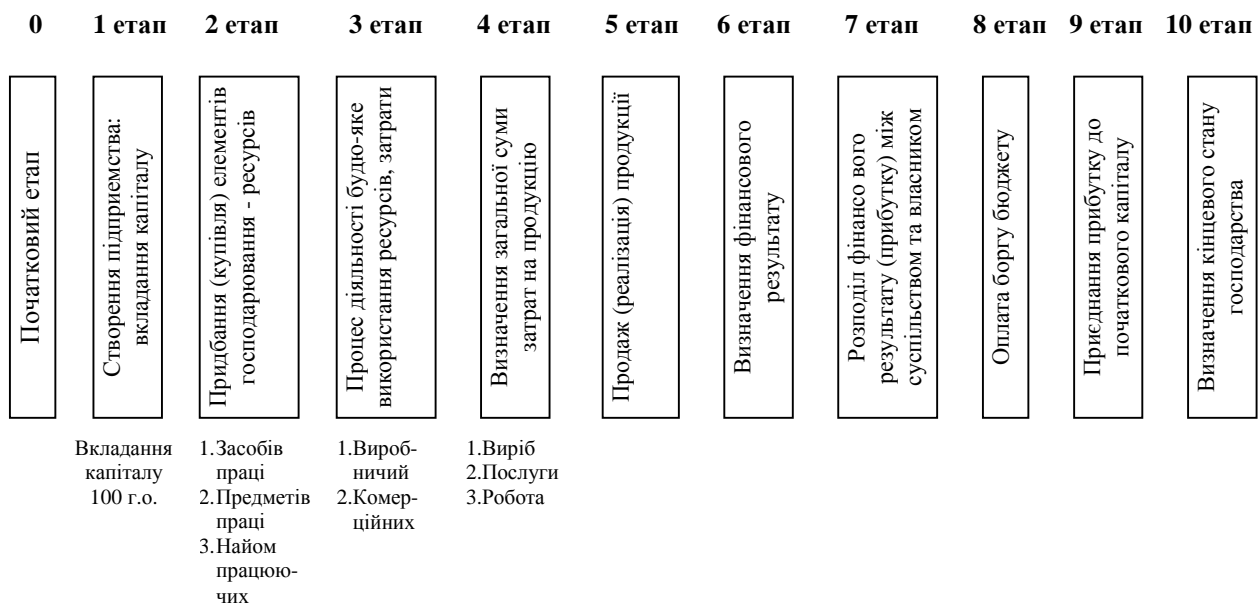 0 1 етап 2 етап 3 етап 4 етап 5 етап 6 етап 7 етап 8 етап 9 етап 10 етап
Початковий етап
Створення підприемства:
вкладання капіталу
Придбання (купівля) елементів
господарювання - ресурсів
Процес діяльності будю-яке
використання ресурсів, затрати
Визначення загальної суми
затрат на продукцію
Продаж (реалізація) продукції
Визначення фінансового
результату
Розподіл фінансо вого
результату (прибутку) між
суспільством та власником
Оплата боргу бюджету
Приєднання прибутку до
початкового капіталу
Визначення кінцевого стану
господарства
Вкладання
капіталу
100 г.о.
1.Засобів
праці
2.Предметів
праці
3.Найом
працюю-
чих
1.Вироб-
ничий
2.Комер-
ційних
1.Виріб
2.Послуги
3.Робота